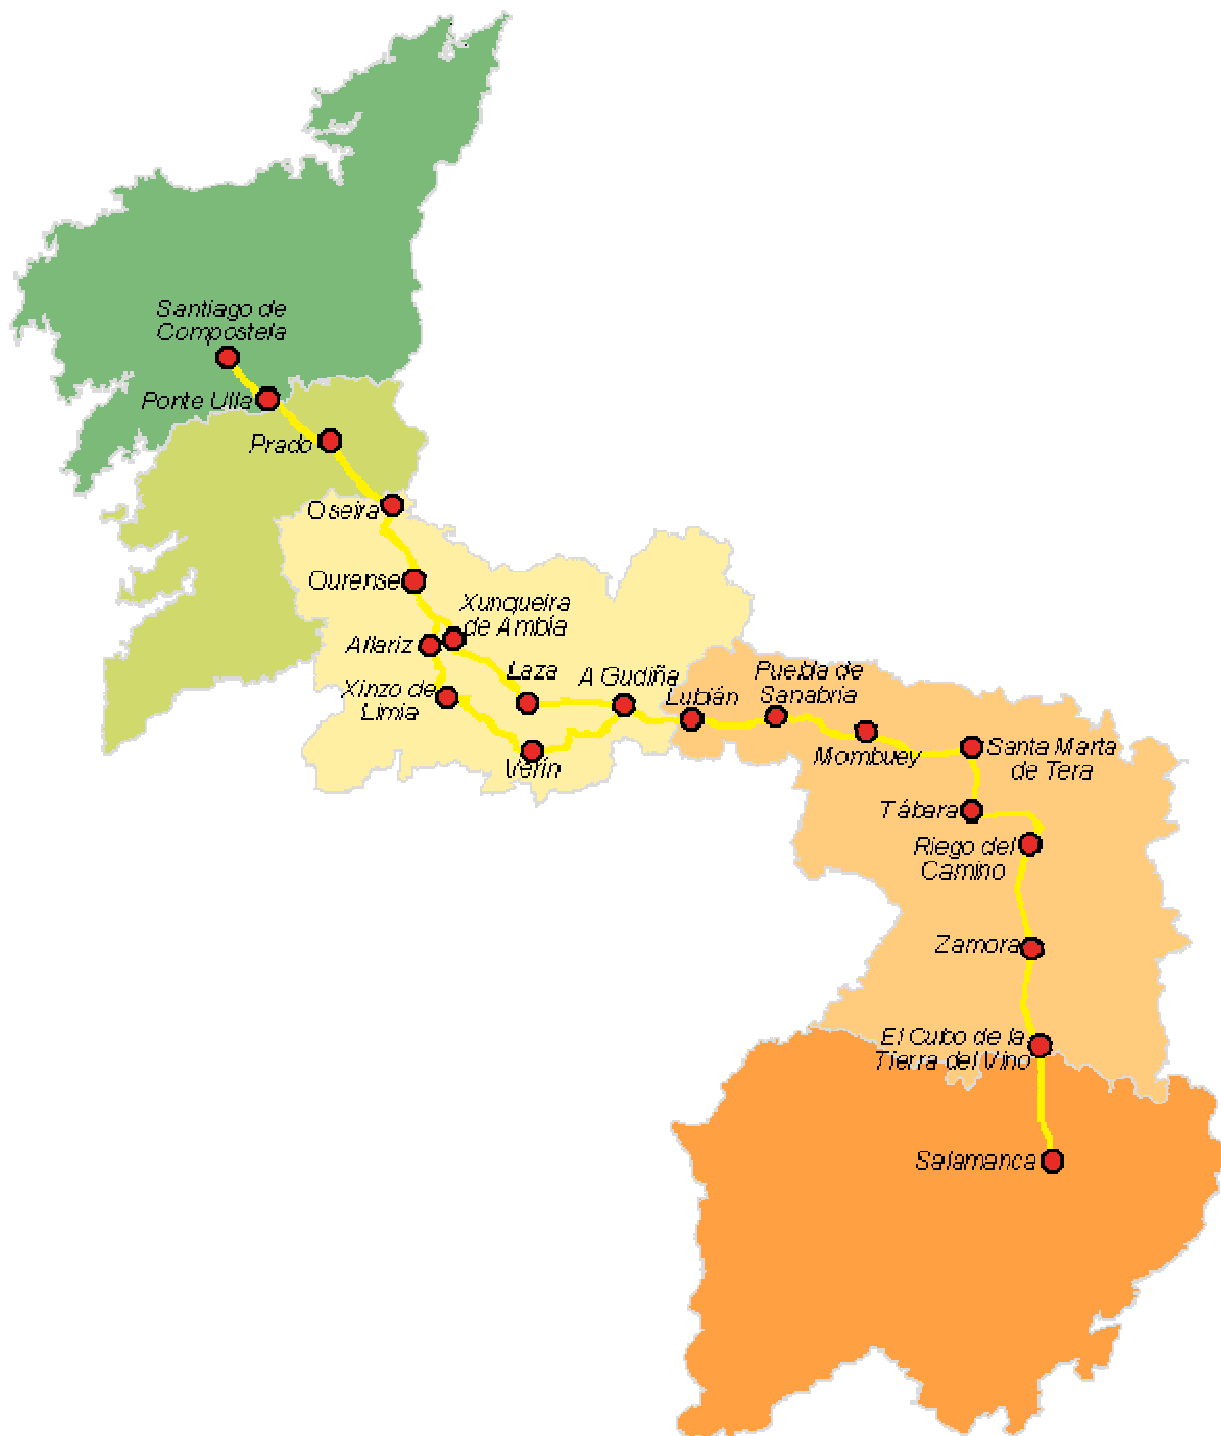 Santiago de
Compostela
Ponte Ulla
Prado
Oseira
Ourense
Xunqueira
de Ambía
Allariz
Laza
A Gudiña
Xinzo de
Limia
Verín
Lubián
Puebla de
Sanabria
Mombuey
Santa Marta
de Tera
Tábara
Riego del
Camino
Zamora
El Cubo de la
Tierra del Vino
Salamanca